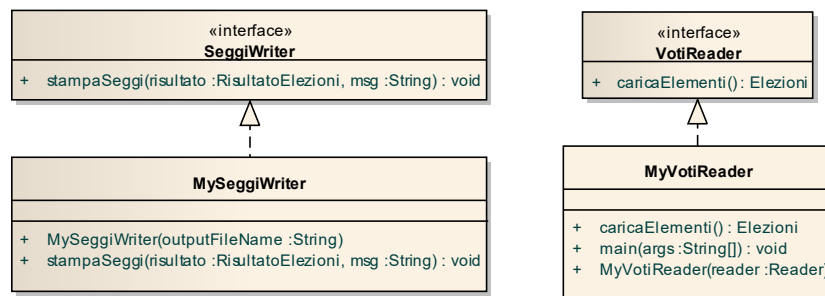 «interface»
SeggiWriter
+ stampaSeggi(risultato :RisultatoElezioni, msg :String) : void
«interface»
VotiReader
+ caricaElementi() : Elezioni
MySeggiWriter
+ MySeggiWriter(outputFileName :String)
+ stampaSeggi(risultato :RisultatoElezioni, msg :String) : void
MyVotiReader
+ caricaElementi() : Elezioni
+ main(args :String[]) : void
+ MyVotiReader(reader :Reader)